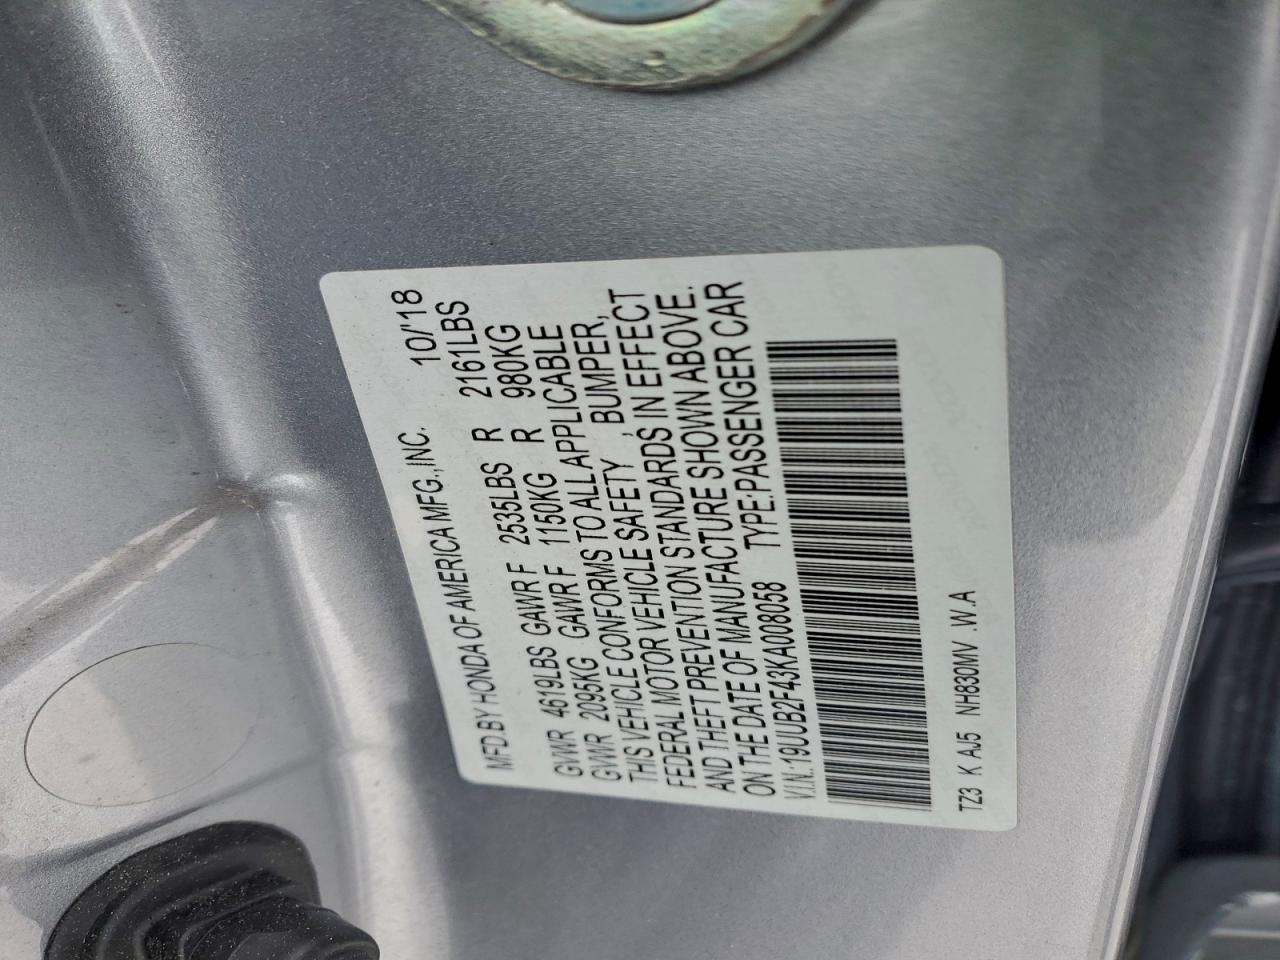 MFD.BY HONDA OF AMERICA MFG.,INC. 10/'18
GVWR 4619LBS GAWR F 2535LBS R 2161LBS
GVWR 2095KG GAWR F 1150KG R 980KG
THIS VEHICLE CONFORMS TO ALL APPLICABLE
FEDERAL MOTOR VEHICLE SAFETY , BUMPER,
AND THEFT PREVENTION STANDARDS IN EFFECT
ON THE DATE OF MANUFACTURE SHOWN ABOVE.
V.I.N.:19UUB2F43KA008058 TYPE:PASSENGER CAR
TZ3 K AJ5 NH830MV .W.A